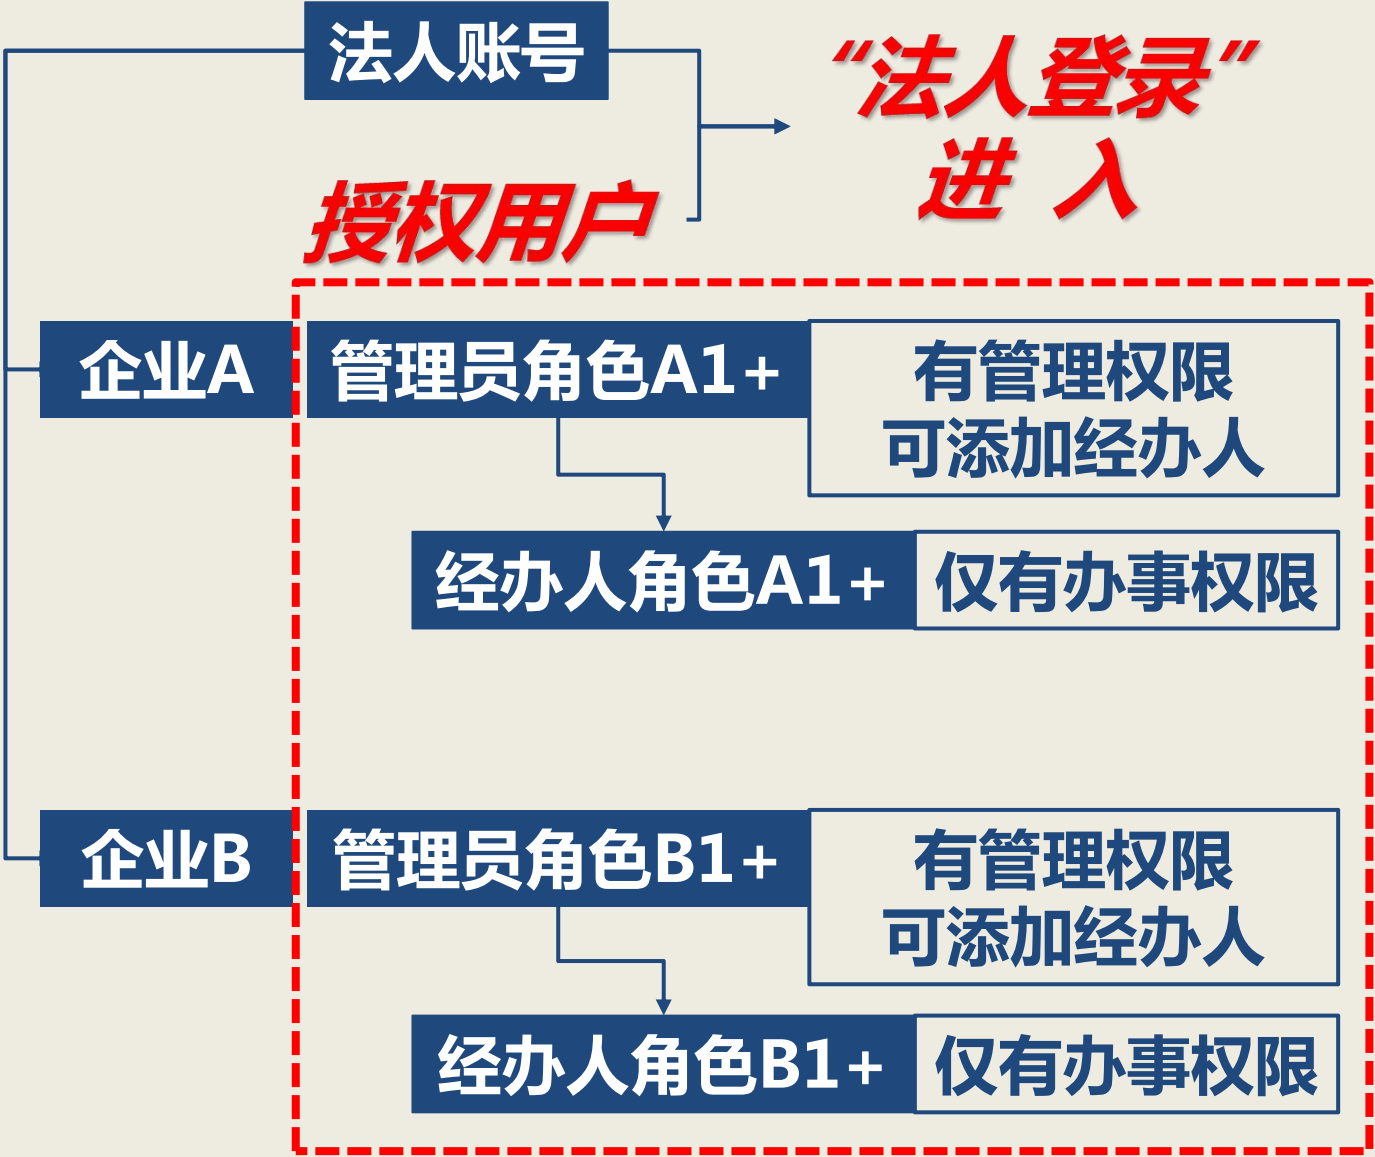 法人账号
“法人登录”
进 入
授权用户
企业A
管理员角色A1+
有管理权限
可添加经办人
经办人角色A1+
仅有办事权限
企业B
管理员角色B1+
有管理权限
可添加经办人
经办人角色B1+
仅有办事权限